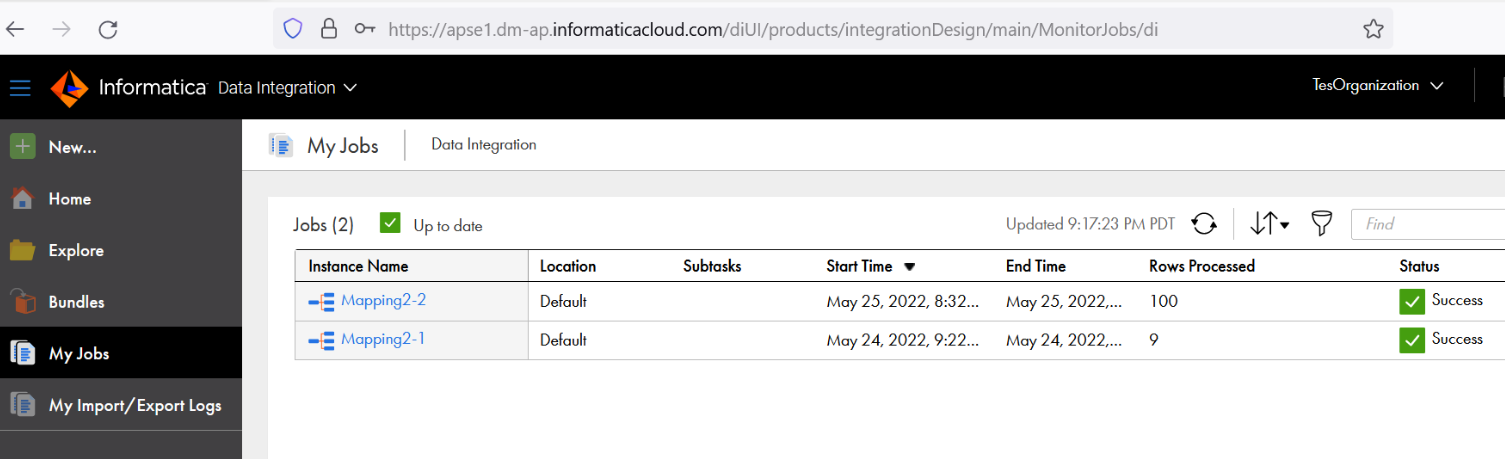 https://apse1.dm-ap.informaticacloud.com/diUI/products/integrationDesign/main/MonitorJobs/di
Informatica Data Integration
TesOrganization
New...
Home
Explore
Bundles
My Jobs
My Import/Export Logs
My Jobs Data Integration
Jobs (2) Up to date Updated 9:17:23 PM PDT Find
Instance Name Location Subtasks Start Time End Time Rows Processed Status
Mapping2-2 Default May 25, 2022, 8:32... May 25, 2022,... 100 Success
Mapping2-1 Default May 24, 2022, 9:22... May 24, 2022,... 9 Success